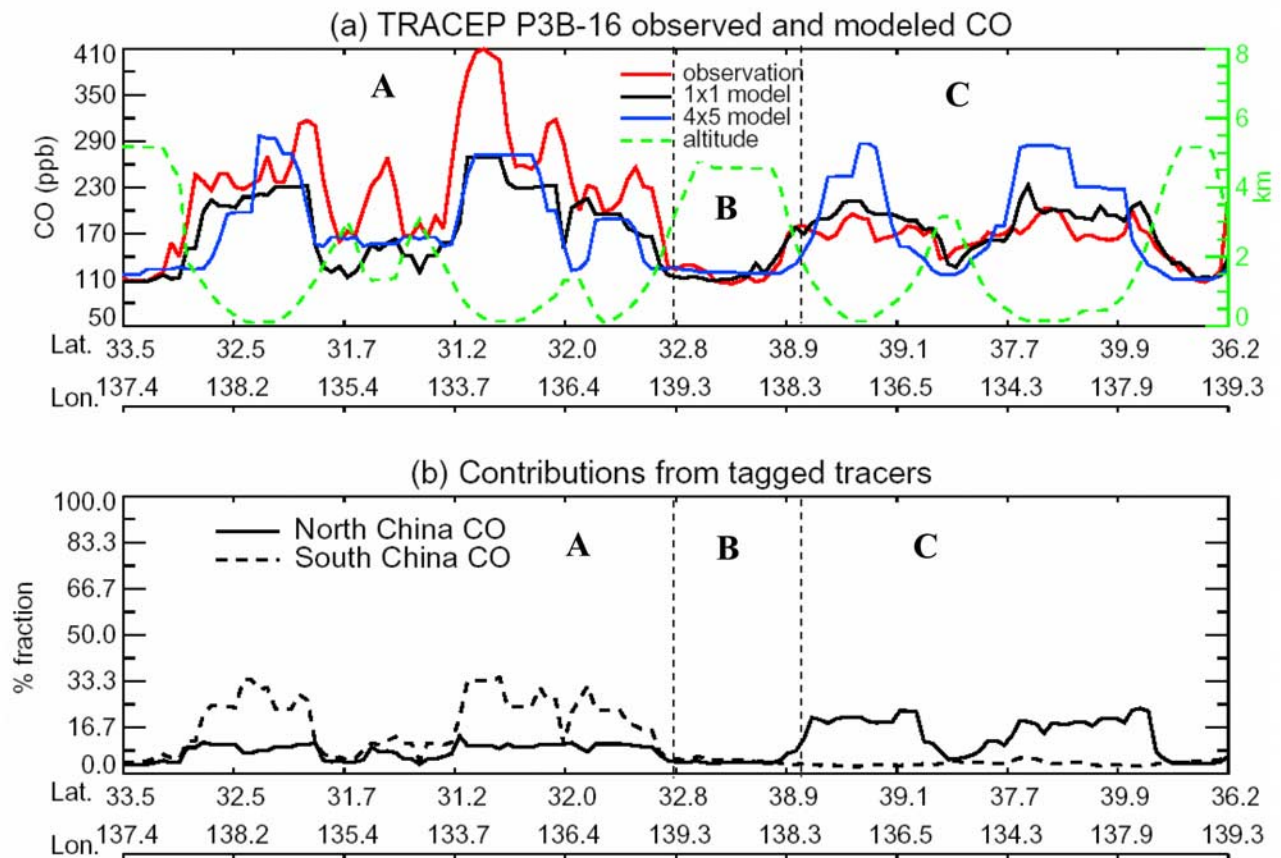 (a) TRACEP P3B-16 observed and modeled CO
410
350
290
230
170
110
50
CO (ppb)
A
observation
1x1 model
4x5 model
altitude
B
C
8
6
4
2
0
km
Lat. 33.5 32.5 31.7 31.2 32.0 32.8 38.9 39.1 37.7 39.9 36.2
Lon. 137.4 138.2 135.4 133.7 136.4 139.3 138.3 136.5 134.3 137.9 139.3
(b) Contributions from tagged tracers
100.0
83.3
66.7
50.0
33.3
16.7
0.0
% fraction
North China CO
South China CO
A
B
C
Lat. 33.5 32.5 31.7 31.2 32.0 32.8 38.9 39.1 37.7 39.9 36.2
Lon. 137.4 138.2 135.4 133.7 136.4 139.3 138.3 136.5 134.3 137.9 139.3